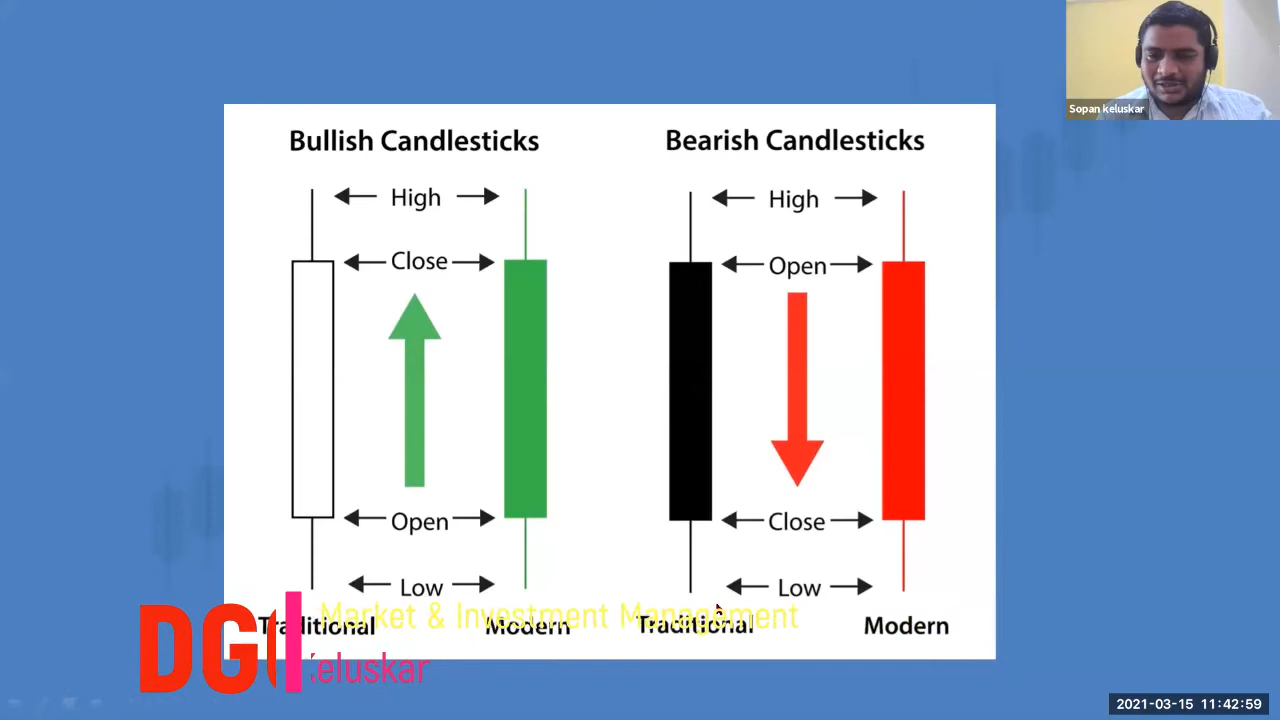 Sopan keluskar
Bullish Candlesticks
Bearish Candlesticks
High
High
Close
Open
Open
Close
Low
Low
Market & Investment Management
Traditional
Modern
Traditional
Modern
DG
Keluskar
2021-03-15 11:42:59